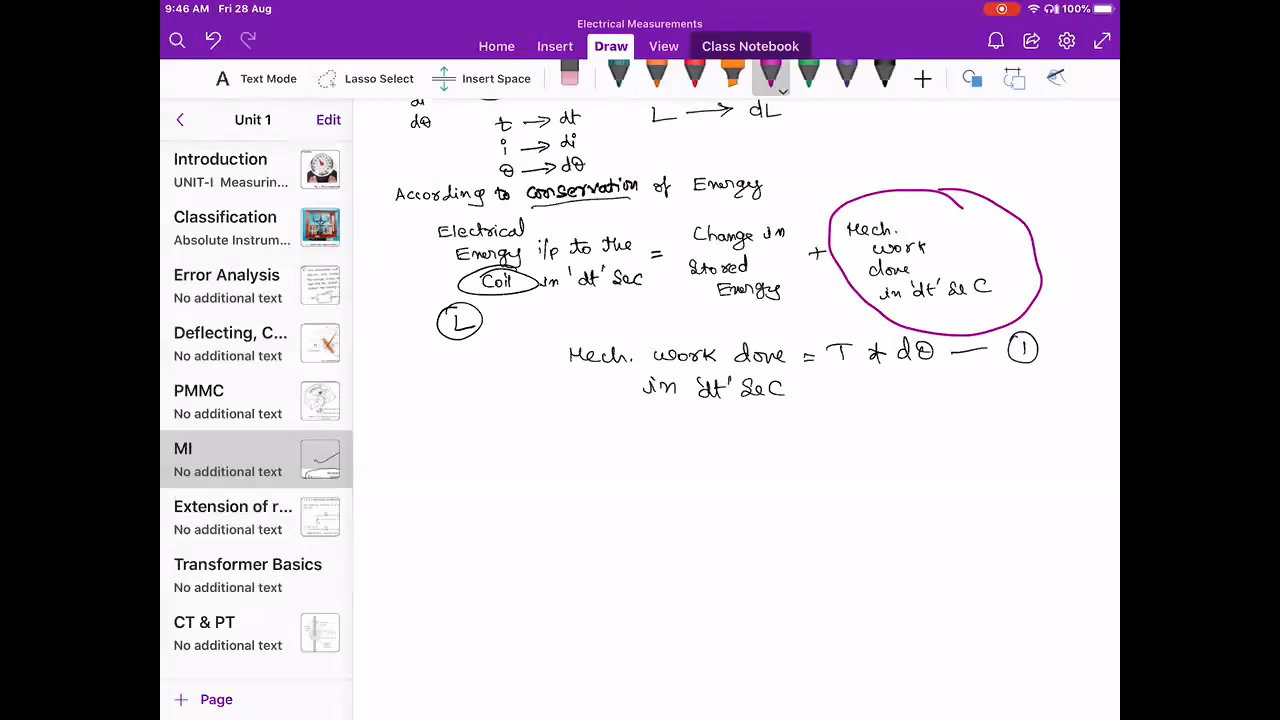 9:46 AM Fri 28 Aug
100%
Electrical Measurements
Home Insert Draw View Class Notebook
Text Mode Lasso Select Insert Space
Unit 1 Edit
Introduction
UNIT-I Measurin...
Classification
Absolute Instrum...
Error Analysis
No additional text
Deflecting, C...
No additional text
PMMC
No additional text
MI
No additional text
Extension of r...
No additional text
Transformer Basics
No additional text
CT & PT
No additional text
+ Page
di
dθ
t → dt
L → dL
i → di
θ → dθ
According to conservation of Energy
Electrical
Energy i/p to the
Coil in 'dt' Sec
=
Change in
Stored
Energy
+
Mech.
work
done
in 'dt' Sec
L
Mech. work done = T * dθ — 1
in 'dt' Sec